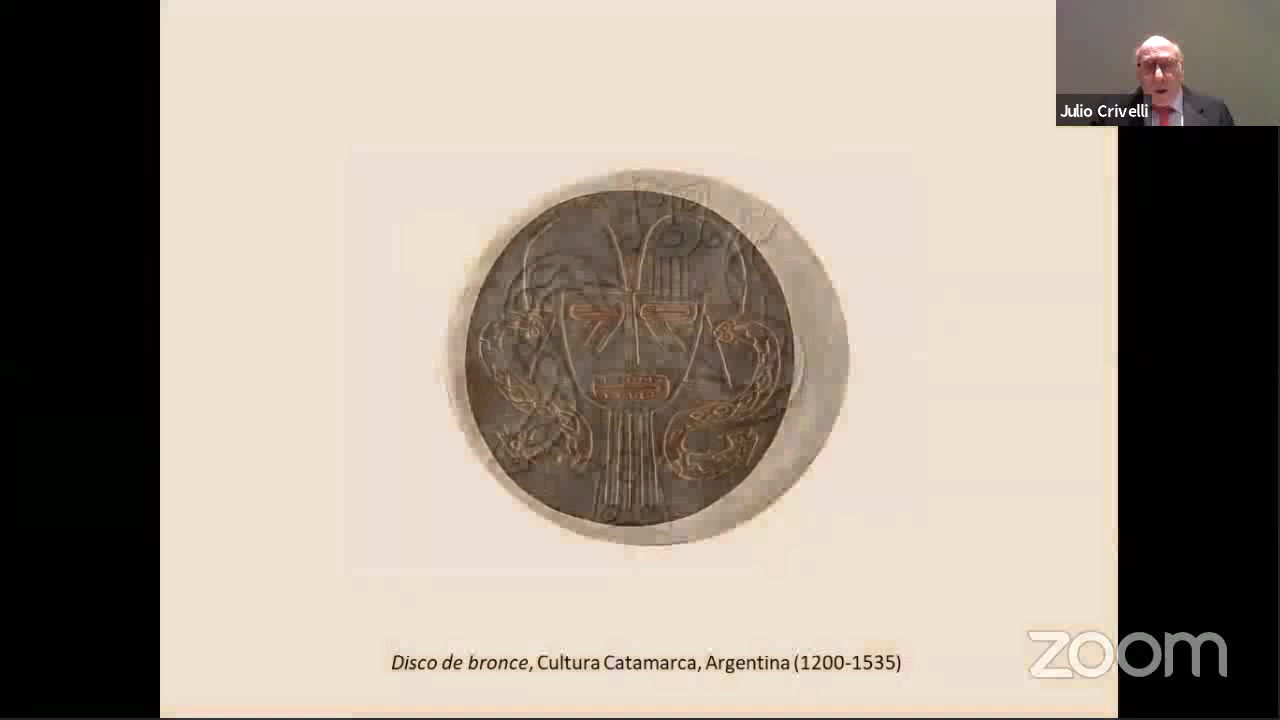 Julio Crivelli
Disco de bronce, Cultura Catamarca, Argentina (1200-1535)
zoom